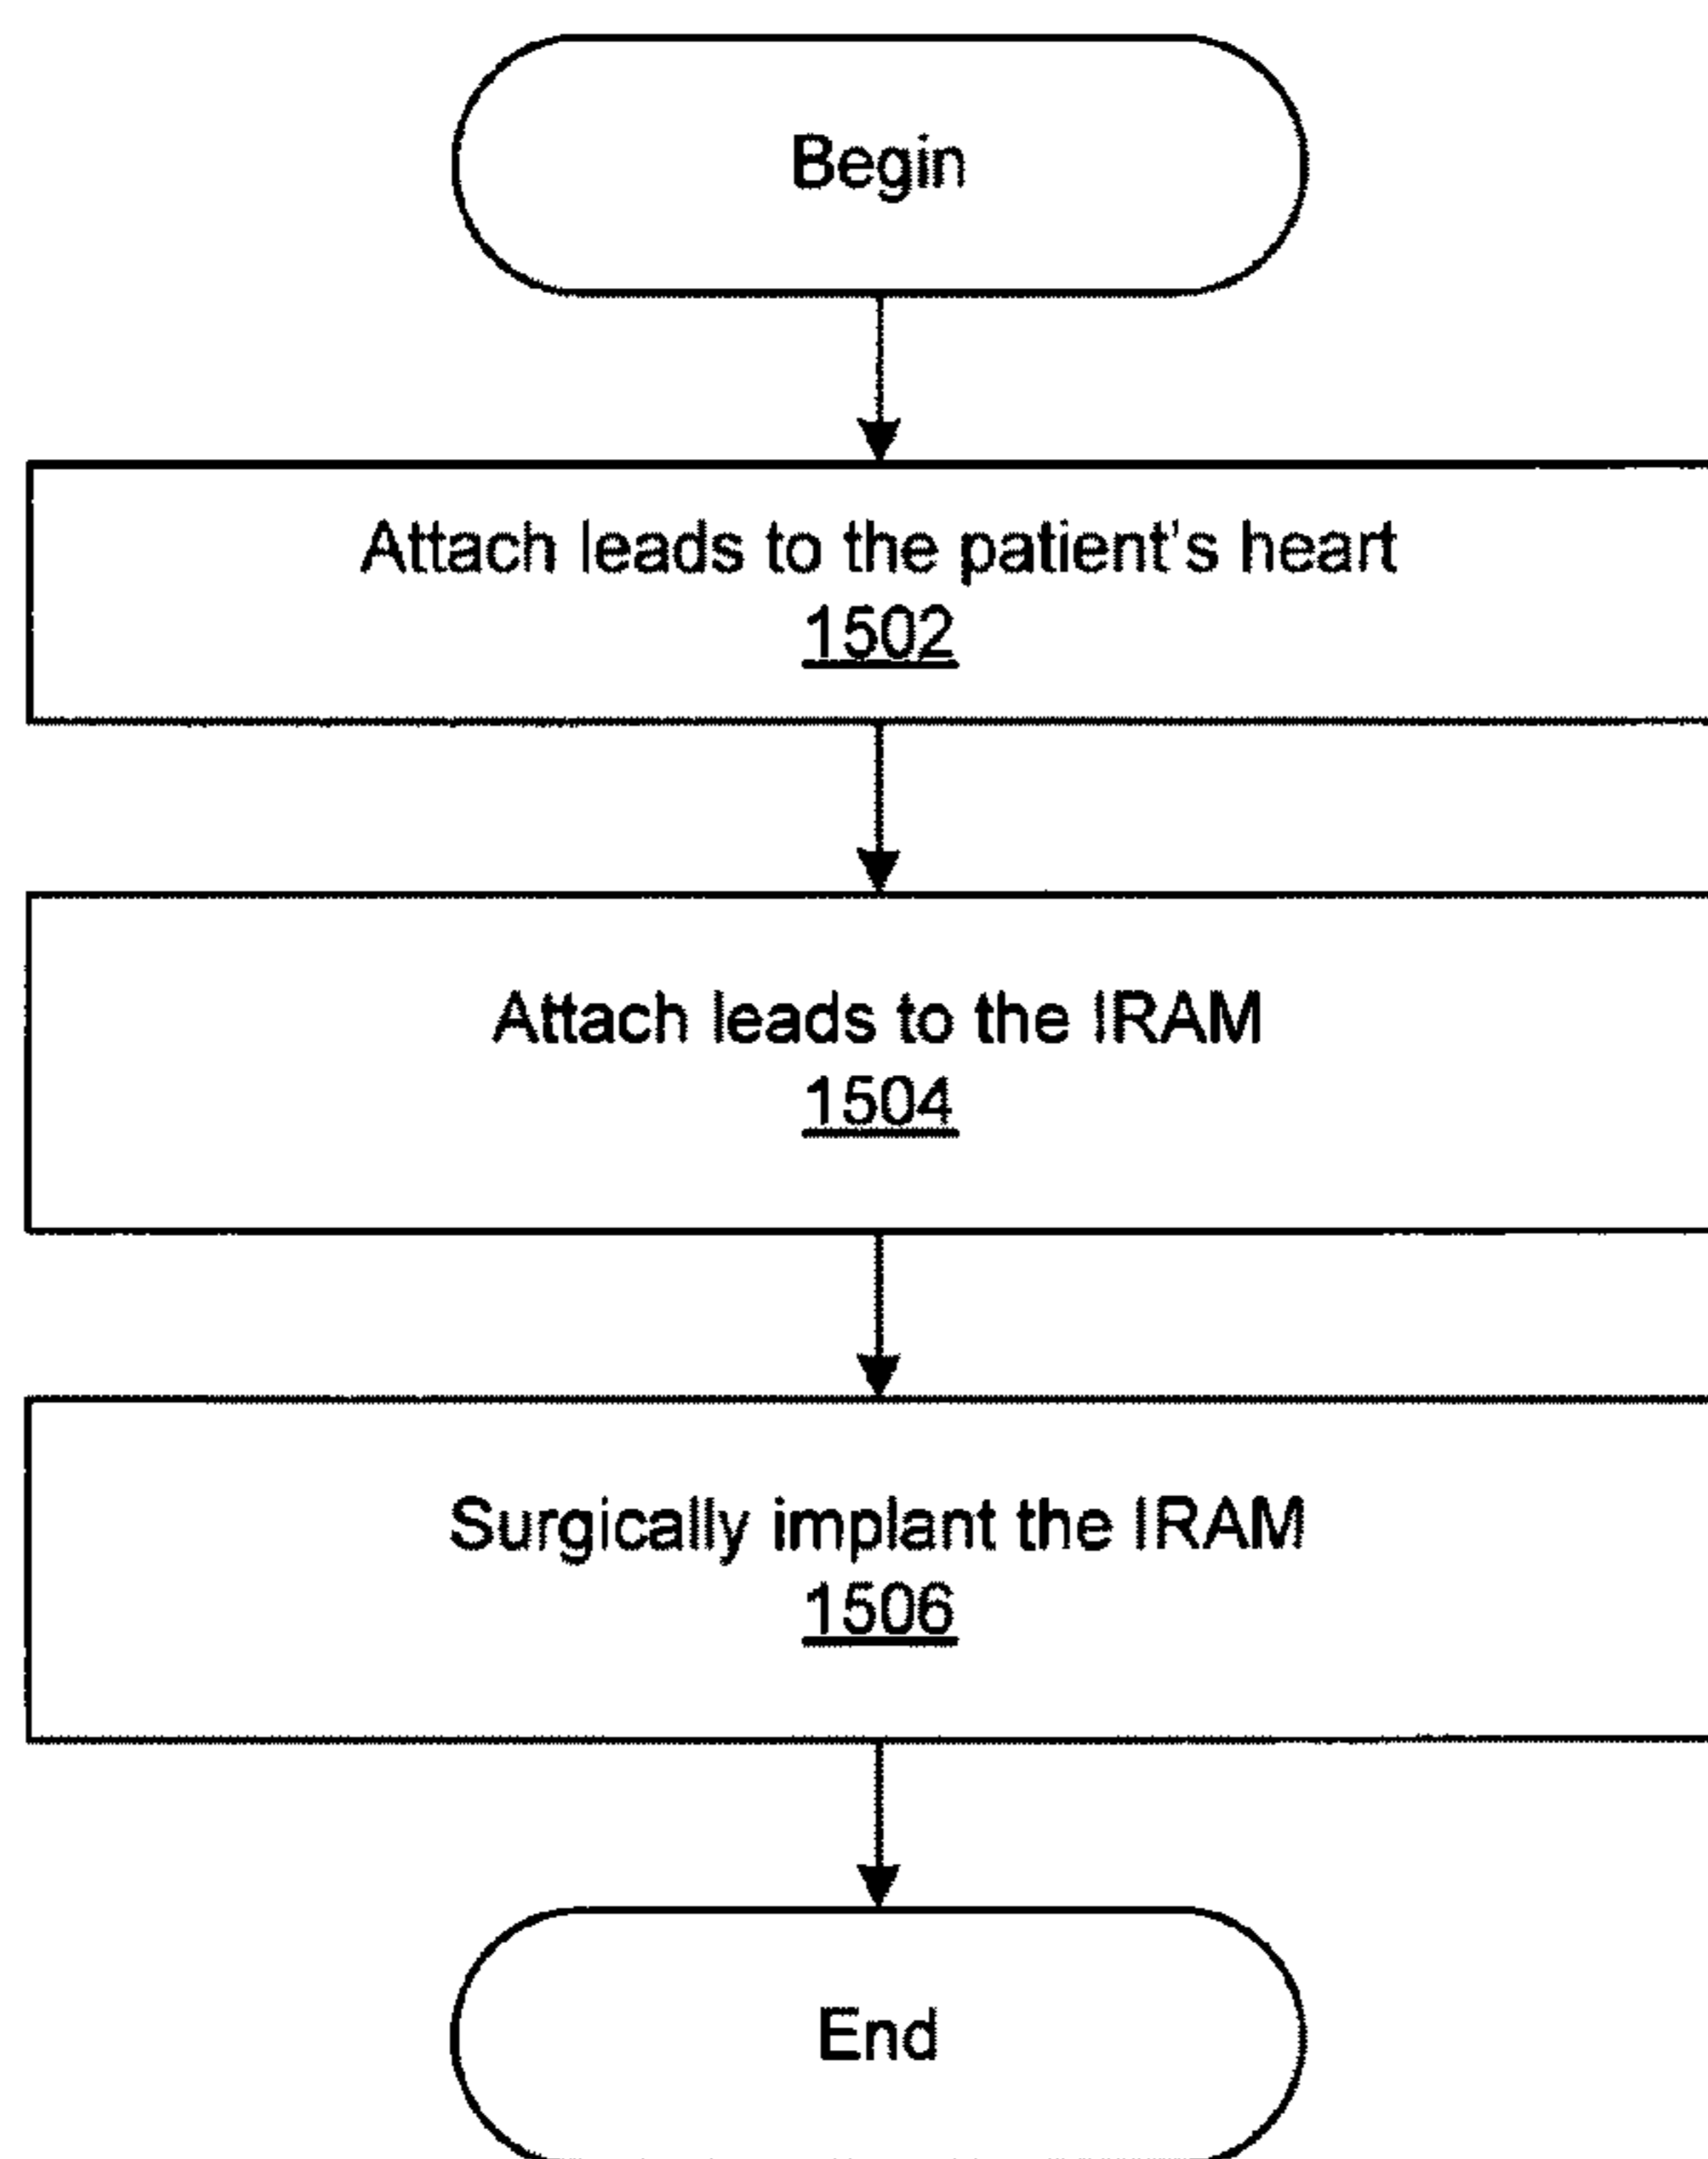 Begin
Attach leads to the patient's heart
1502
Attach leads to the IRAM
1504
Surgically implant the IRAM
1506
End